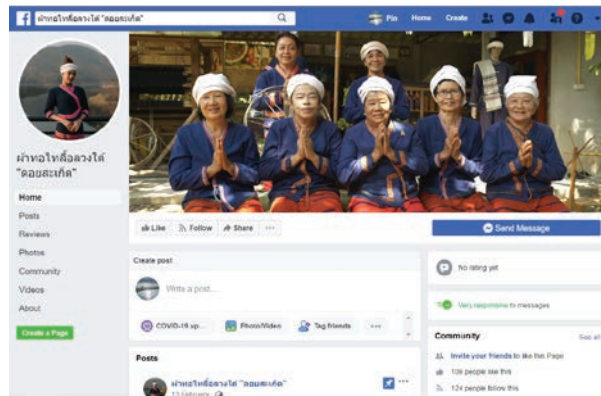 ผ้าทอไทลื้อลวงใต้ "ดอยสะเก็ด"
Pin Home Create
ผ้าทอไทลื้อลวงใต้
"ดอยสะเก็ด"
Home
Posts
Reviews
Photos
Community
Videos
About
Create a Page
Like Follow Share ...
Send Message
Create post
Write a post...
COVID-19 up... Photo/Video Tag friends ...
Posts
ผ้าทอไทลื้อลวงใต้ "ดอยสะเก็ด"
13 February
No rating yet
Very responsive to messages
Community See all
Invite your friends to like this Page
people like this
124 people follow this